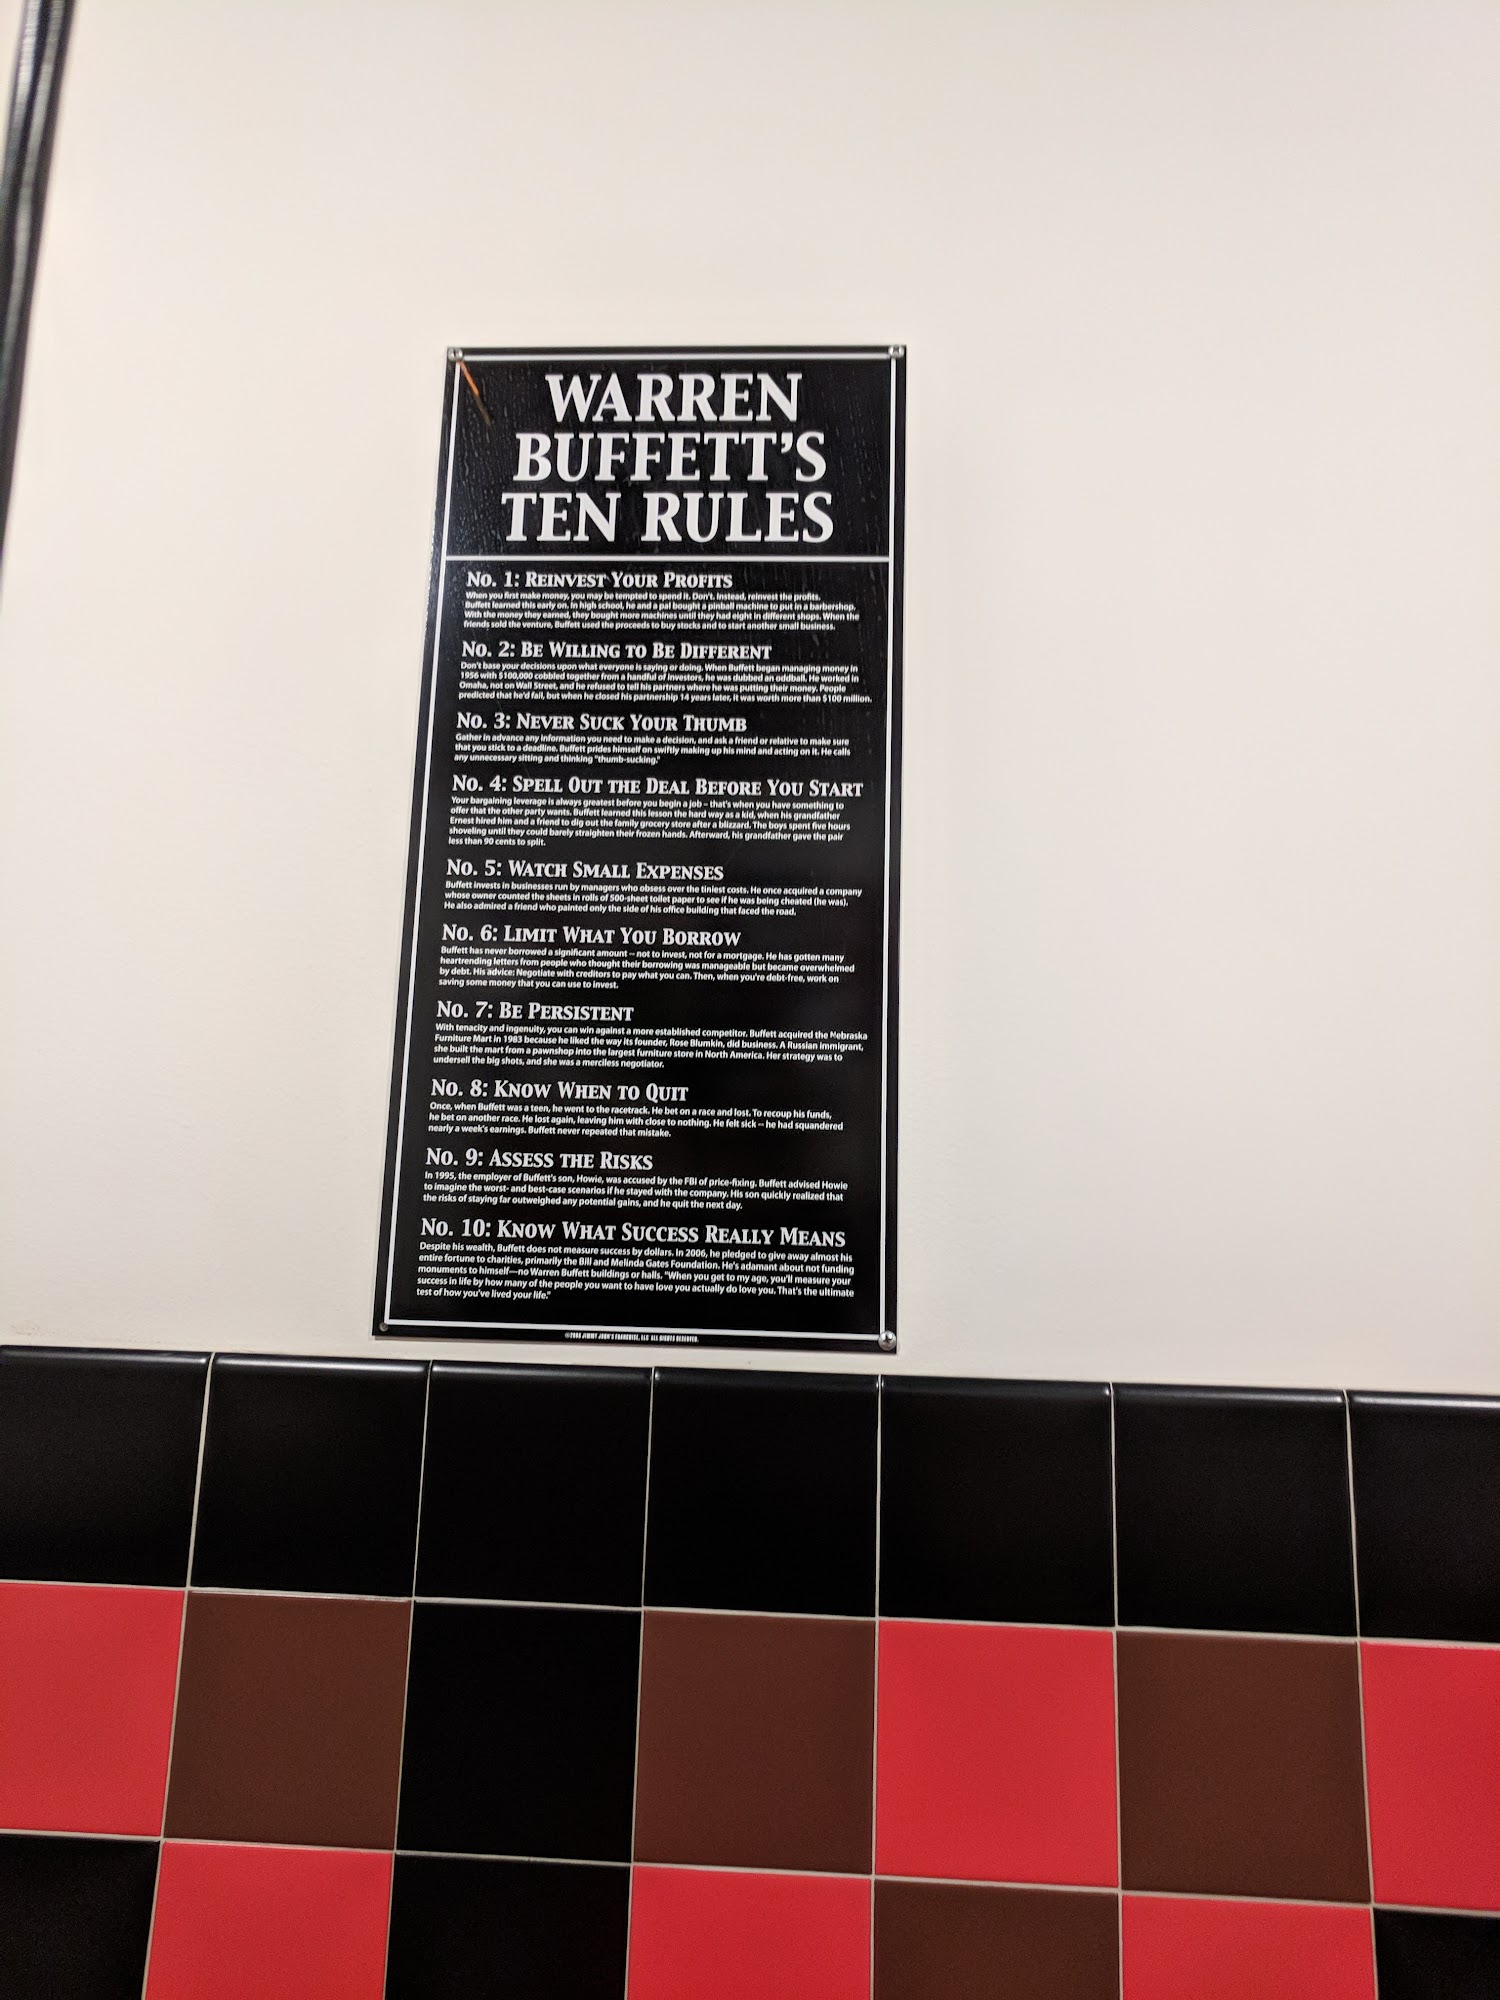 WARREN
BUFFETT'S
TEN RULES
No. 1: Reinvest Your Profits
When you first make money, you may be tempted to spend it. Don't. Instead, reinvest the profits.
Buffett learned this early on. In high school, he and a pal bought a pinball machine to put in a barbershop.
With the money they earned, they bought more machines until they had eight in different shops. When the
friends sold the venture, Buffett used the proceeds to buy stocks and to start another small business.
No. 2: Be Willing to Be Different
Don't base your decisions upon what everyone is saying or doing. When Buffett began managing money in
1956 with $100,000 cobbled together from a handful of investors, he was dubbed an oddball. He worked in
Omaha, not on Wall Street, and he refused to tell his partners where he was putting their money. People
predicted that he'd fail, but when he closed his partnership 14 years later, it was worth more than $100 million.
No. 3: Never Suck Your Thumb
Gather in advance any information you need to make a decision, and ask a friend or relative to make sure
that you stick to a deadline. Buffett prides himself on swiftly making up his mind and acting on it. He calls
any unnecessary sitting and thinking "thumb-sucking."
No. 4: Spell Out the Deal Before You Start
Your bargaining leverage is always greatest before you begin a job – that's when you have something to
offer that the other party wants. Buffett learned this lesson the hard way as a kid, when his grandfather
Ernest hired him and a friend to dig out the family grocery store after a blizzard. The boys spent five hours
shoveling until they could barely straighten their frozen hands. Afterward, his grandfather gave the pair
less than 90 cents to split.
No. 5: Watch Small Expenses
Buffett invests in businesses run by managers who obsess over the tiniest costs. He once acquired a company
whose owner counted the sheets in rolls of 500-sheet toilet paper to see if he was being cheated (he was).
He also admired a friend who painted only the side of his office building that faced the road.
No. 6: Limit What You Borrow
Buffett has never borrowed a significant amount -- not to invest, not for a mortgage. He has gotten many
heartrending letters from people who thought their borrowing was manageable but became overwhelmed
by debt. His advice: Negotiate with creditors to pay what you can. Then, when you're debt-free, work on
saving some money that you can use to invest.
No. 7: Be Persistent
With tenacity and ingenuity, you can win against a more established competitor. Buffett acquired the Nebraska
Furniture Mart in 1983 because he liked the way its founder, Rose Blumkin, did business. A Russian immigrant,
she built the mart from a pawnshop into the largest furniture store in North America. Her strategy was to
undersell the big shots, and she was a merciless negotiator.
No. 8: Know When to Quit
Once, when Buffett was a teen, he went to the racetrack. He bet on a race and lost. To recoup his funds,
he bet on another race. He lost again, leaving him with close to nothing. He felt sick -- he had squandered
nearly a week's earnings. Buffett never repeated that mistake.
No. 9: Assess the Risks
In 1995, the employer of Buffett's son, Howie, was accused by the FBI of price-fixing. Buffett advised Howie
to imagine the worst- and best-case scenarios if he stayed with the company. His son quickly realized that
the risks of staying far outweighed any potential gains, and he quit the next day.
No. 10: Know What Success Really Means
Despite his wealth, Buffett does not measure success by dollars. In 2006, he pledged to give away almost his
entire fortune to charities, primarily the Bill and Melinda Gates Foundation. He's adamant about not funding
monuments to himself—no Warren Buffett buildings or halls. "When you get to my age, you'll measure your
success in life by how many of the people you want to have love you actually do love you. That's the ultimate
test of how you've lived your life."
JIMMY JOHN'S FRANCHISE, LLC ALL RIGHTS RESERVED.